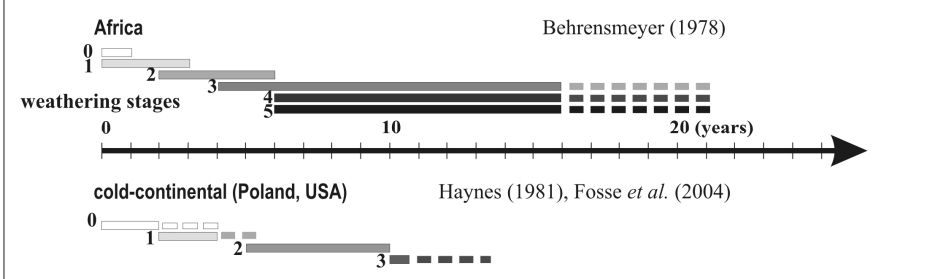 Africa Behrensmeyer (1978)
0
1
2
3
weathering stages 4
5
0 10 20 (years)
cold-continental (Poland, USA) Haynes (1981), Fosse et al. (2004)
0
1
2
3